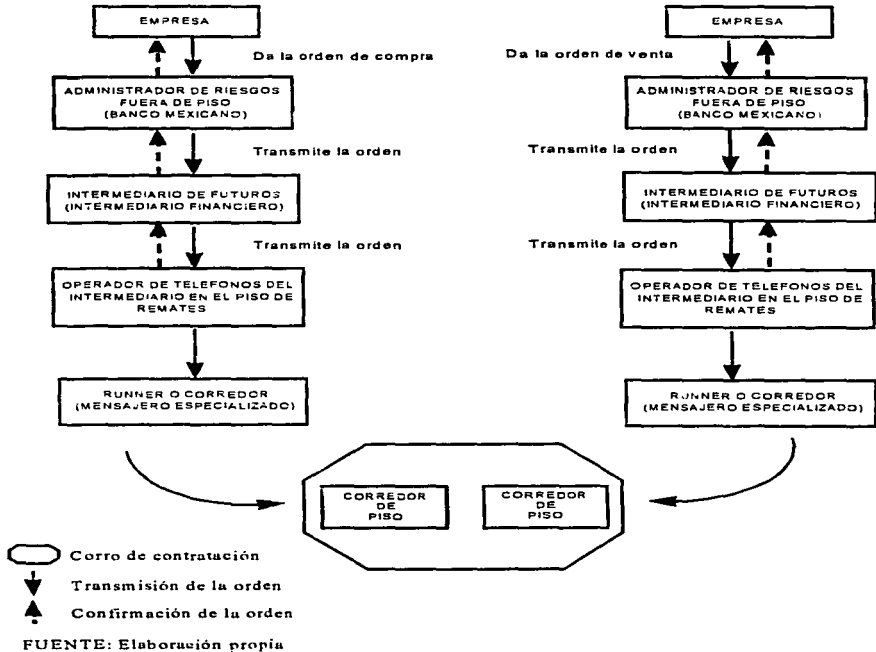 EMPRESA
Da la orden de compra
ADMINISTRADOR DE RIESGOS
FUERA DE PISO
(BANCO MEXICANO)
Transmite la orden
INTERMEDIARIO DE FUTUROS
(INTERMEDIARIO FINANCIERO)
Transmite la orden
OPERADOR DE TELEFONOS DEL
INTERMEDIARIO EN EL PISO DE
REMATES
RUNNER O CORREDOR
(MENSAJERO ESPECIALIZADO)
EMPRESA
Da la orden de venta
ADMINISTRADOR DE RIESGOS
FUERA DE PISO
(BANCO MEXICANO)
Transmite la orden
INTERMEDIARIO DE FUTUROS
(INTERMEDIARIO FINANCIERO)
Transmite la orden
OPERADOR DE TELEFONOS DEL
INTERMEDIARIO EN EL PISO DE
REMATES
RUNNER O CORREDOR
(MENSAJERO ESPECIALIZADO)
CORREDOR
DE
PISO
CORREDOR
DE
PISO
Corro de contratación
Transmisión de la orden
Confirmación de la orden
FUENTE: Elaboración propia